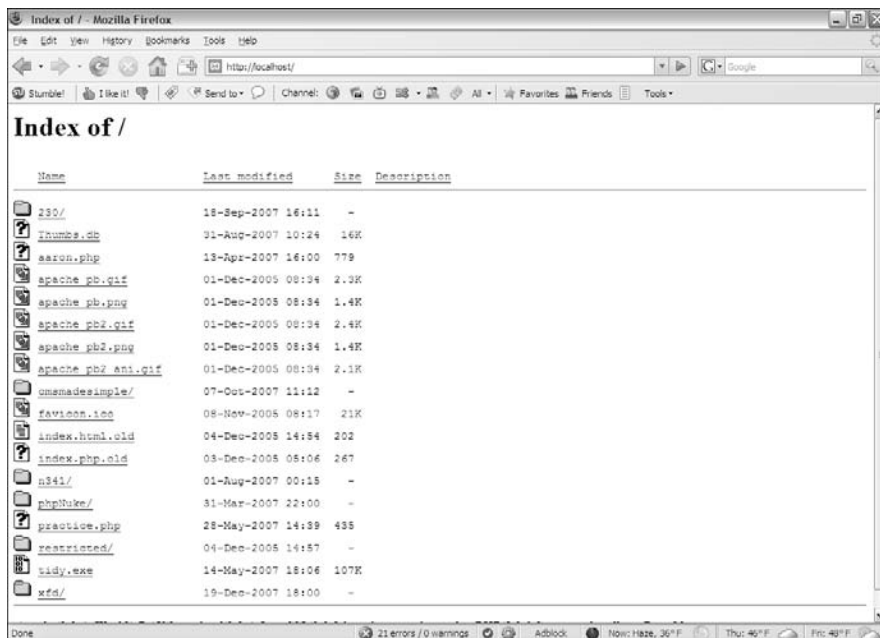 Index of / - Mozilla Firefox
File Edit View History Bookmarks Tools Help
http://localhost/
Google
Stumble! I like it! Send to Channel: All Favorites Friends Tools
Index of /
Name Last modified Size Description
230/ 18-Sep-2007 16:11 -
Thumbs.db 31-Aug-2007 10:24 16K
aaron.php 13-Apr-2007 16:00 779
apache_pb.gif 01-Dec-2005 08:34 2.3K
apache_pb.png 01-Dec-2005 08:34 1.4K
apache_pb2.gif 01-Dec-2005 08:34 2.4K
apache_pb2.png 01-Dec-2005 08:34 1.4K
apache_pb2_ani.gif 01-Dec-2005 08:34 2.1K
cmsmadesimple/ 07-Oct-2007 11:12 -
favicon.ico 08-Nov-2005 08:17 21K
index.html.old 04-Dec-2005 14:54 202
index.php.old 03-Dec-2005 05:06 267
n341/ 01-Aug-2007 00:15 -
phpNuke/ 31-Mar-2007 22:00 -
practice.php 28-May-2007 14:39 435
restricted/ 04-Dec-2005 14:57 -
tidy.exe 14-May-2007 18:06 107K
xfd/ 19-Dec-2007 18:00 -
Done 21 errors / 0 warnings Adblock Now: Haze, 36° F Thu: 46° F Fri: 48° F